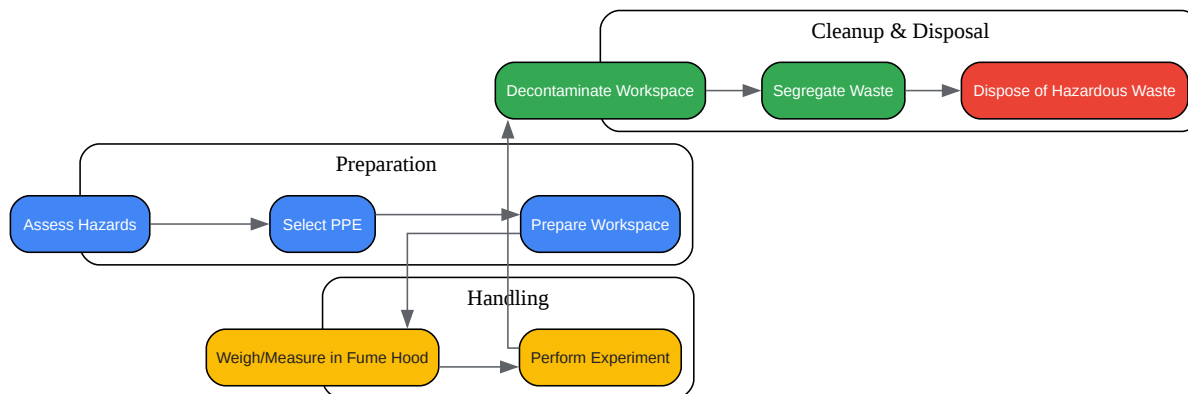 Cleanup & Disposal
Decontaminate Workspace
Segregate Waste
Dispose of Hazardous Waste
Preparation
Assess Hazards
Select PPE
Prepare Workspace
Handling
Weigh/Measure in Fume Hood
Perform Experiment